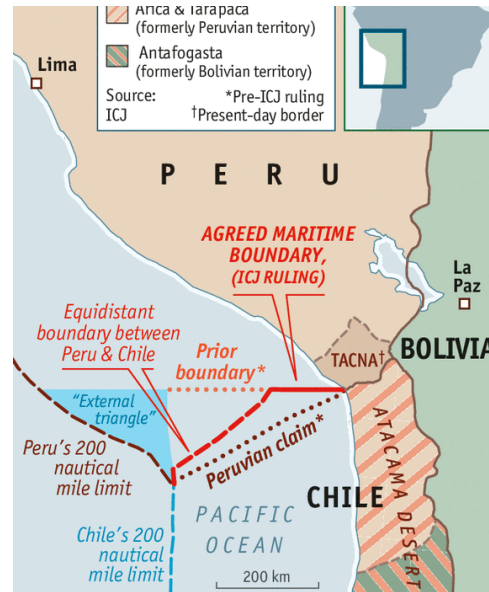 Arica & Tarapaca
(formerly Peruvian territory)
Antafogasta
(formerly Bolivian territory)
Source:
ICJ
*Pre-ICJ ruling
†Present-day border
Lima
P E R U
AGREED MARITIME
BOUNDARY,
(ICJ RULING)
La
Paz
Equidistant
boundary between
Peru & Chile
Prior
boundary*
TACNA†
BOLIVIA
"External
triangle"
Peru's 200
nautical
mile limit
Peruvian claim*
ATACAMA DESERT
CHILE
PACIFIC
OCEAN
Chile's 200
nautical
mile limit
200 km